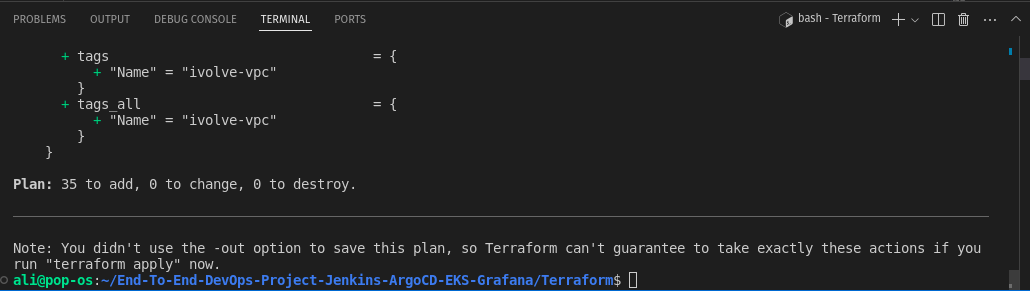 PROBLEMS OUTPUT DEBUG CONSOLE TERMINAL PORTS bash - Terraform
+ tags = {
+ "Name" = "ivolve-vpc"
}
+ tags_all = {
+ "Name" = "ivolve-vpc"
}
}
Plan: 35 to add, 0 to change, 0 to destroy.
Note: You didn't use the -out option to save this plan, so Terraform can't guarantee to take exactly these actions if you
run "terraform apply" now.
ali@pop-os:~/End-To-End-DevOps-Project-Jenkins-ArgoCD-EKS-Grafana/Terraform$